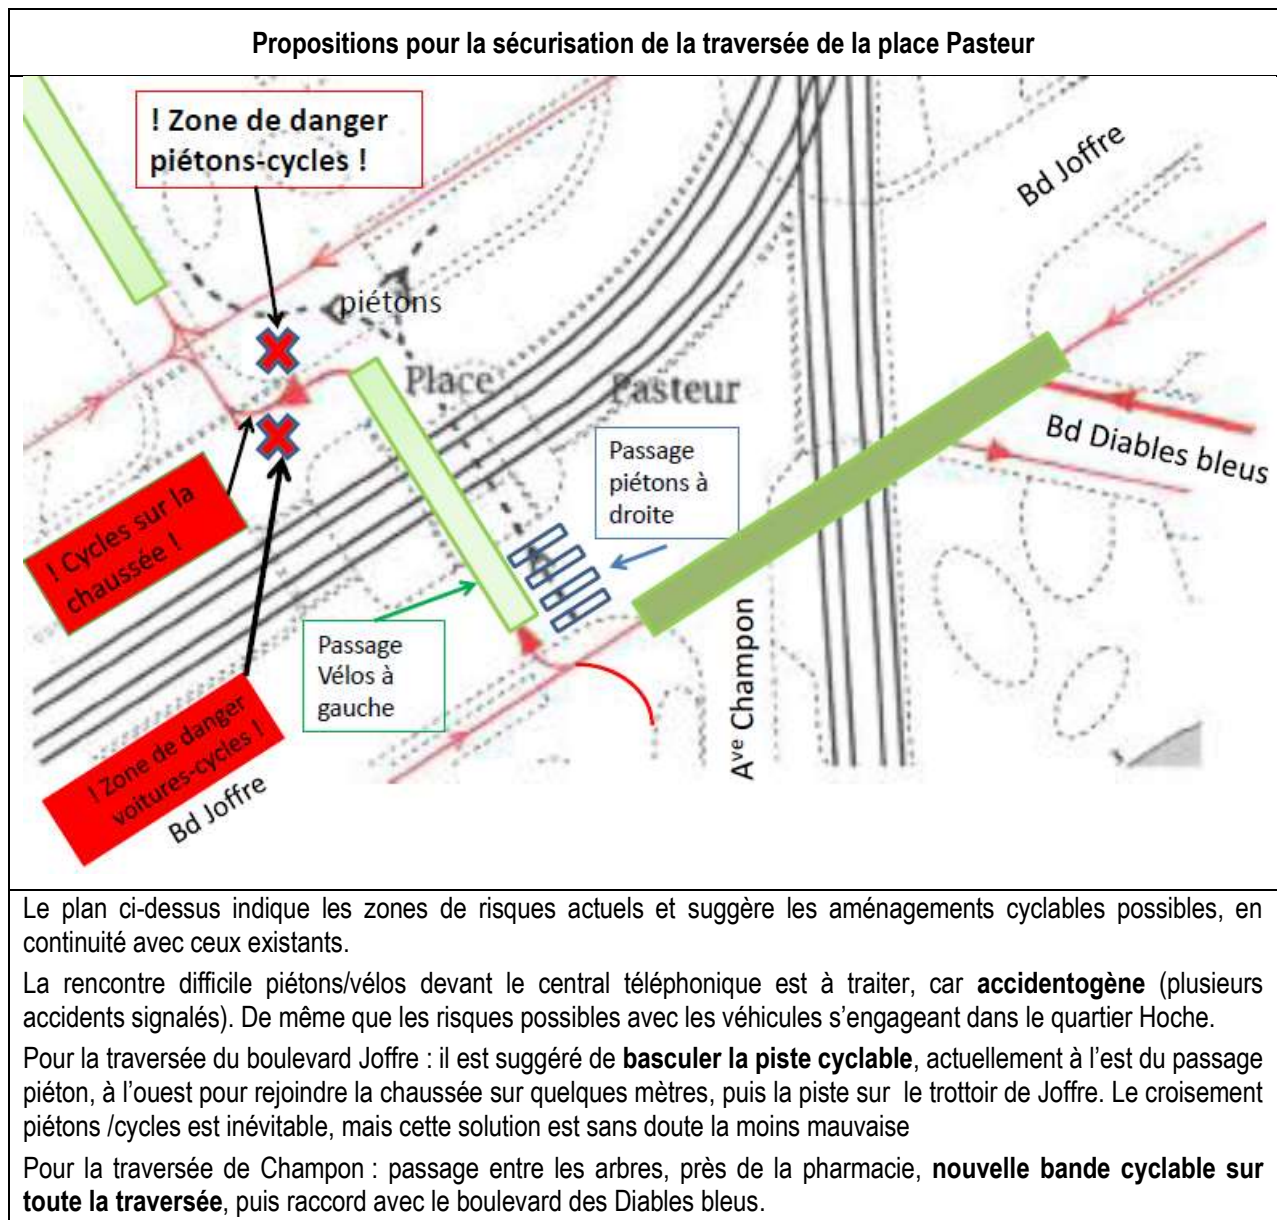 Propositions pour la sécurisation de la traversée de la place Pasteur
! Zone de danger
piétons-cycles !
Bd Joffre
piétons
Place Pasteur
Bd Diables bleus
Passage
piétons à
droite
! Cycles sur la
chaussée !
Passage
Vélos à
gauche
! Zone de danger
voitures-cycles !
Bd Joffre
Ave Champon
Le plan ci-dessus indique les zones de risques actuels et suggère les aménagements cyclables possibles, en
continuité avec ceux existants.
La rencontre difficile piétons/vélos devant le central téléphonique est à traiter, car accidentogène (plusieurs
accidents signalés). De même que les risques possibles avec les véhicules s’engageant dans le quartier Hoche.
Pour la traversée du boulevard Joffre : il est suggéré de basculer la piste cyclable, actuellement à l’est du passage
piéton, à l’ouest pour rejoindre la chaussée sur quelques mètres, puis la piste sur le trottoir de Joffre. Le croisement
piétons /cycles est inévitable, mais cette solution est sans doute la moins mauvaise
Pour la traversée de Champon : passage entre les arbres, près de la pharmacie, nouvelle bande cyclable sur
toute la traversée, puis raccord avec le boulevard des Diables bleus.